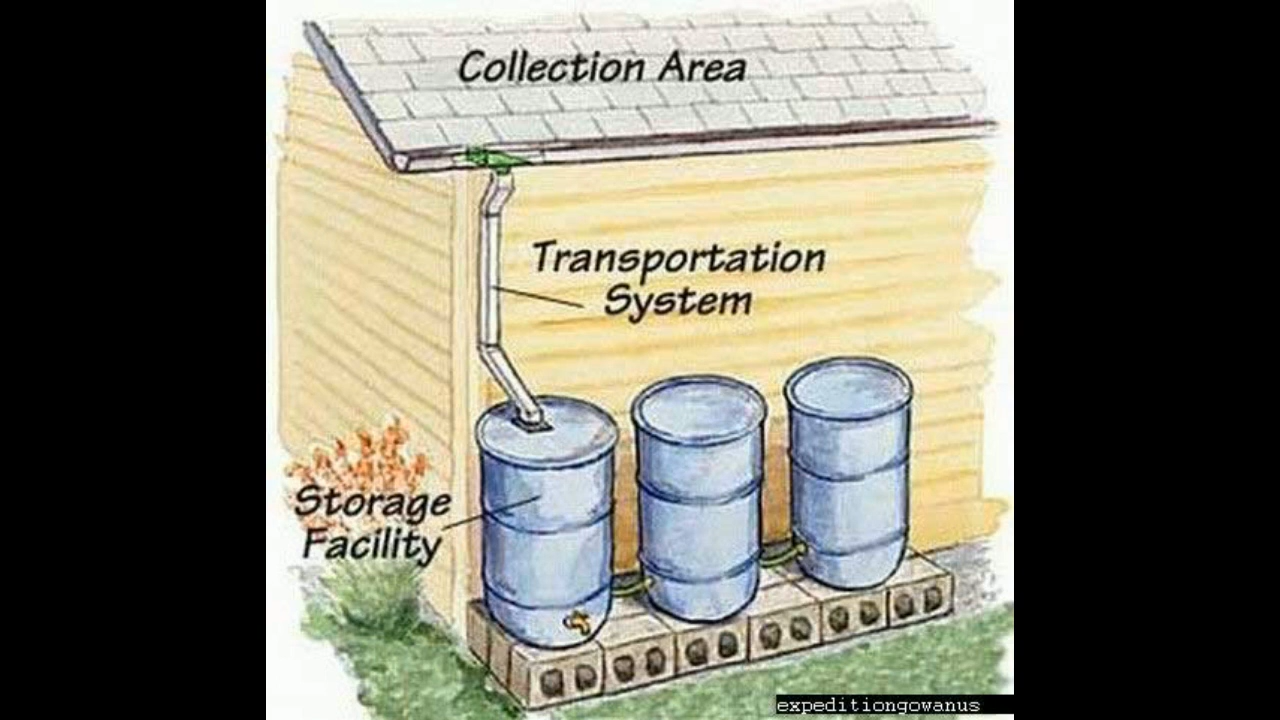 Collection Area
Transportation
System
Storage
Facility
expeditiongowanus